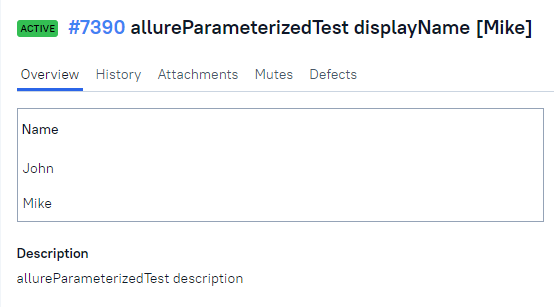 ACTIVE #7390 allureParameterizedTest displayName [Mike]
Overview History Attachments Mutes Defects
Name
John
Mike
Description
allureParameterizedTest description